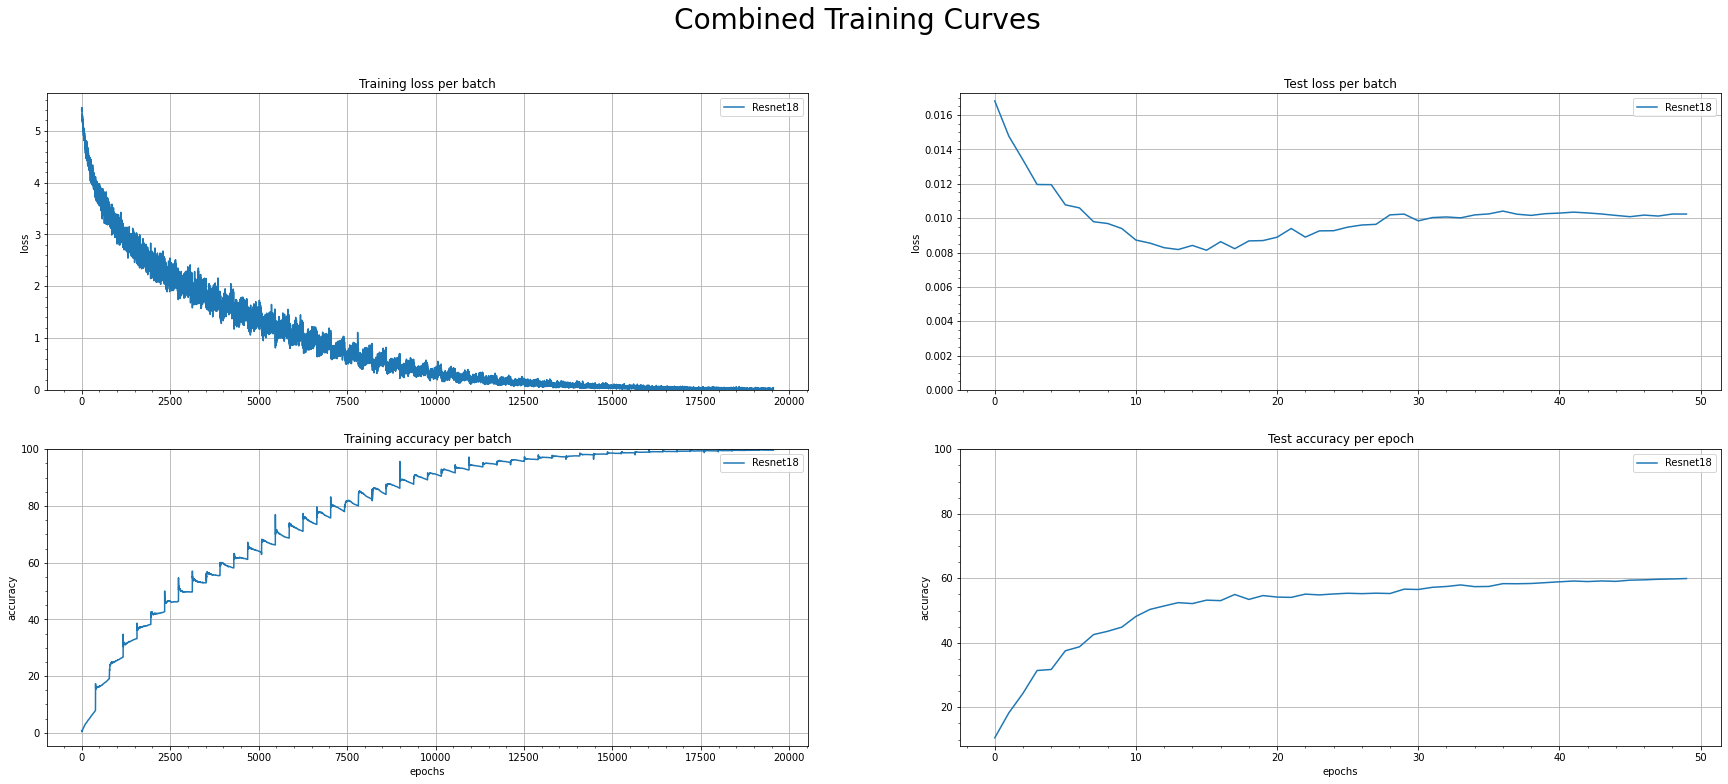 Combined Training Curves
Training loss per batch
Resnet18
5
4
3
2
1
0
loss
0 2500 5000 7500 10000 12500 15000 17500 20000
Test loss per batch
Resnet18
0.016
0.014
0.012
0.010
0.008
0.006
0.004
0.002
0.000
loss
0 10 20 30 40 50
Training accuracy per batch
Resnet18
100
80
60
40
20
0
accuracy
0 2500 5000 7500 10000 12500 15000 17500 20000
epochs
Test accuracy per epoch
Resnet18
100
80
60
40
20
accuracy
0 10 20 30 40 50
epochs